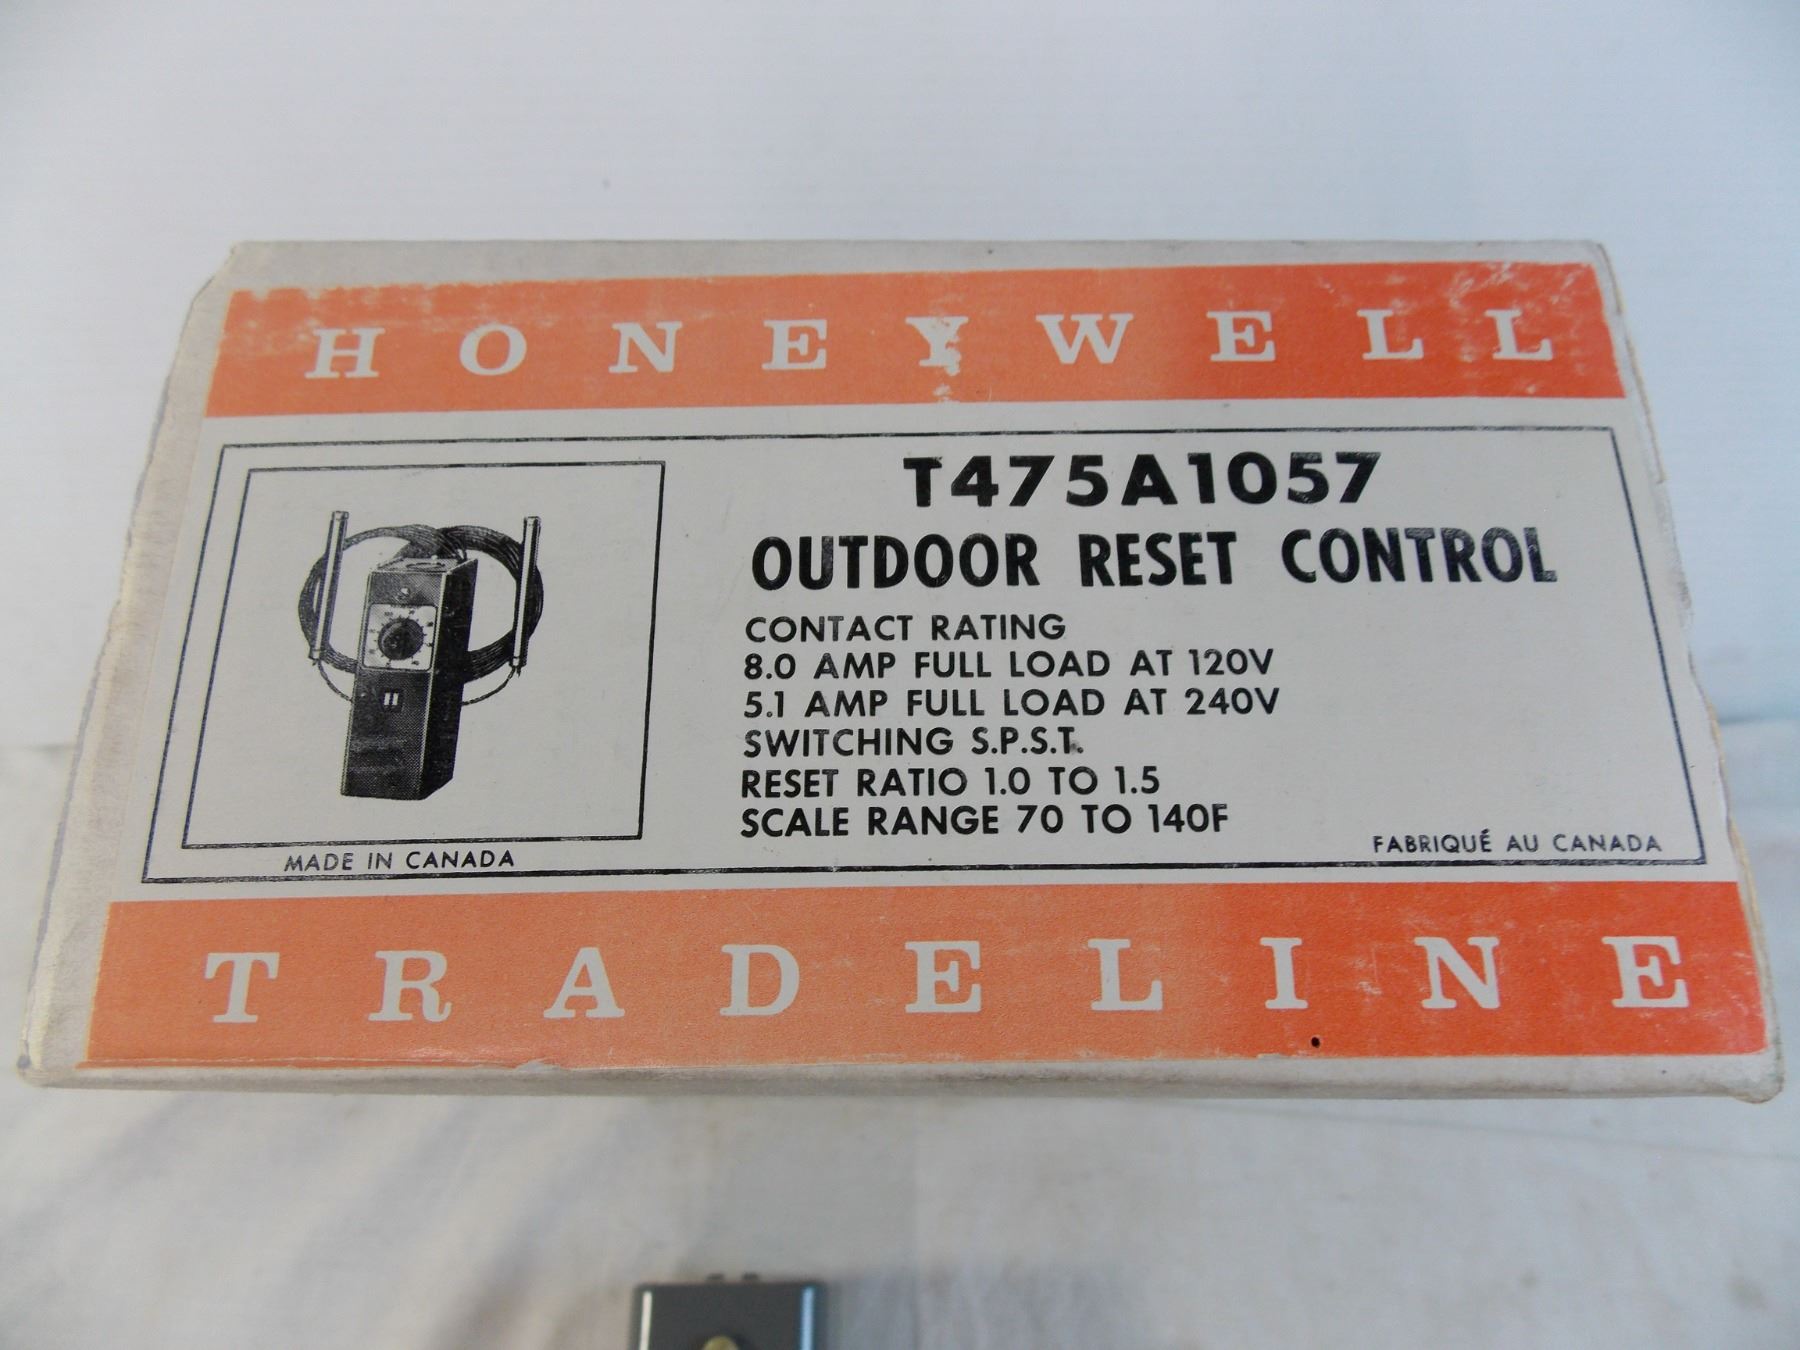 HONEYWELL
T475A1057
OUTDOOR RESET CONTROL
CONTACT RATING
8.0 AMP FULL LOAD AT 120V
5.1 AMP FULL LOAD AT 240V
SWITCHING S.P.S.T.
RESET RATIO 1.0 TO 1.5
SCALE RANGE 70 TO 140F
MADE IN CANADA
FABRIQUÉ AU CANADA
TRADELINE